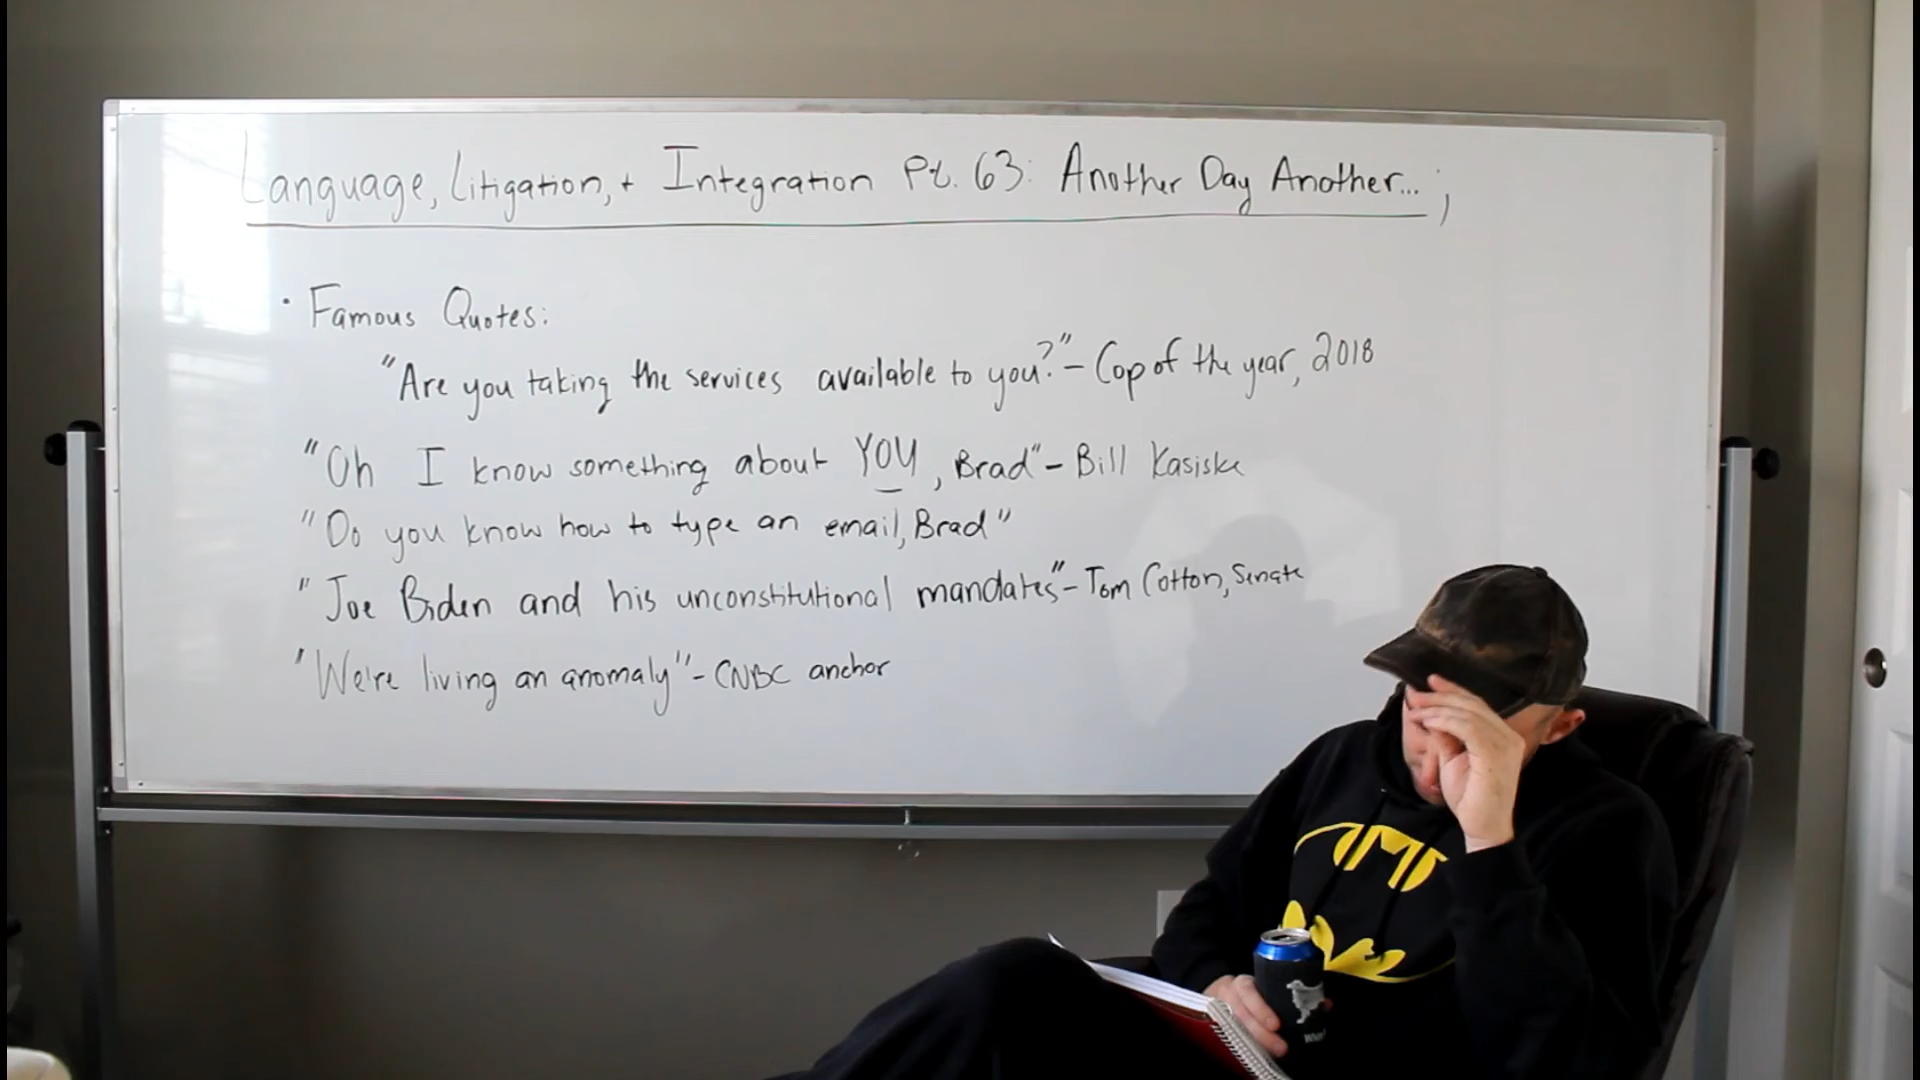 Language, Litigation, + Integration Pt. 63: Another Day Another... ;
· Famous Quotes:
"Are you taking the services available to you?" - Cop of the year, 2018
"Oh I know something about YOU, Brad" - Bill Kasiske
"Do you know how to type an email, Brad"
"Joe Biden and his unconstitutional mandates" - Tom Cotton, Senate
"We're living an anomaly" - CNBC anchor